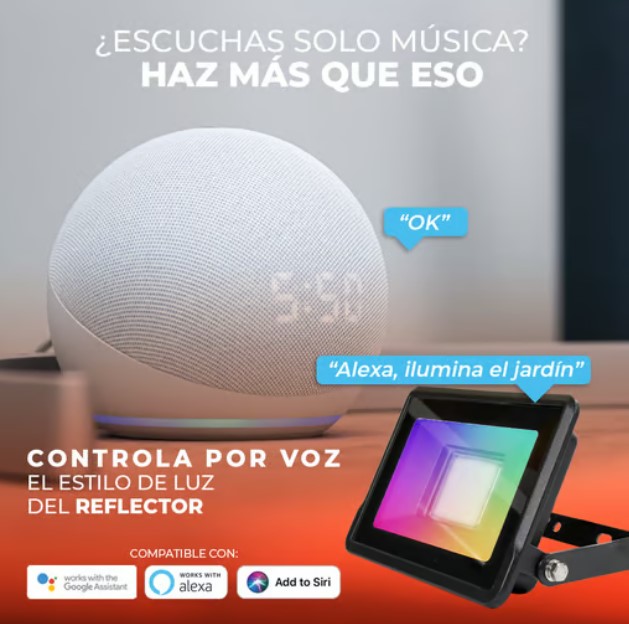 ¿ESCUCHAS SOLO MÚSICA?
HAZ MÁS QUE ESO
"OK"
5:50
"Alexa, ilumina el jardín"
CONTROLA POR VOZ
EL ESTILO DE LUZ
DEL REFLECTOR
COMPATIBLE CON:
works with the
Google Assistant
WORKS WITH
alexa
Add to Siri